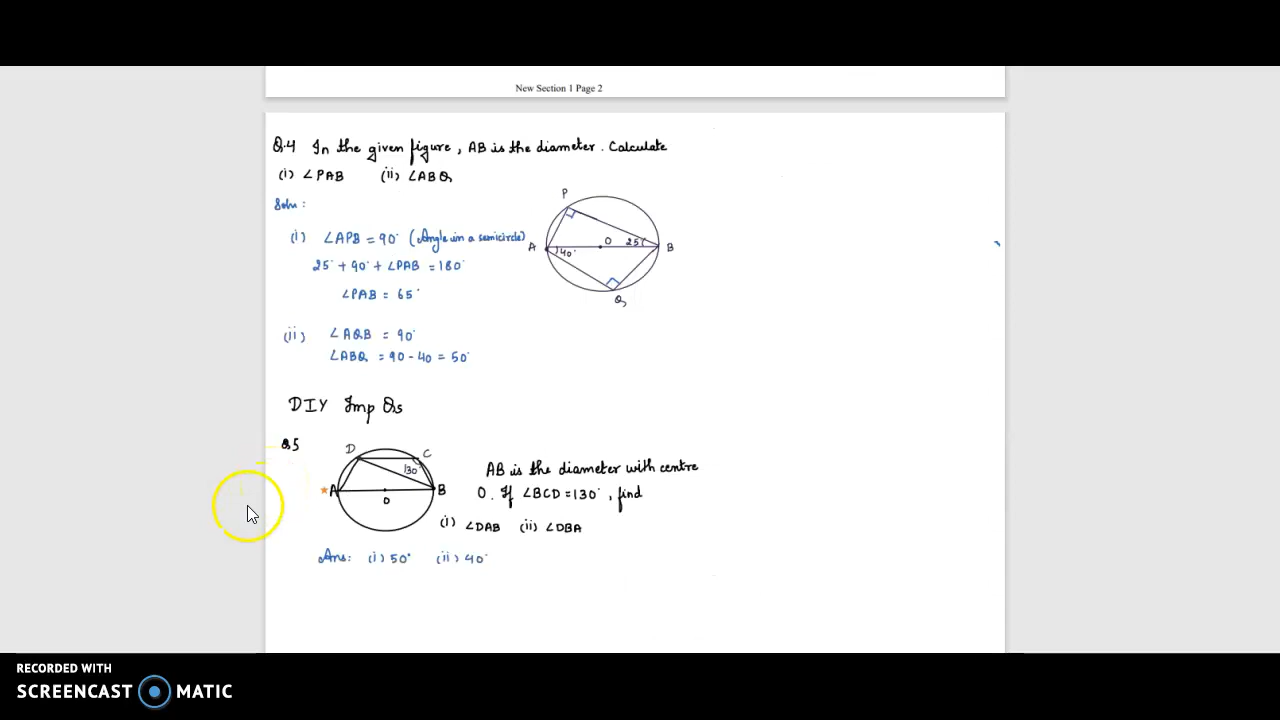 New Section 1 Page 2
Q.4 In the given figure, AB is the diameter. Calculate
(i) ∠PAB (ii) ∠ABQ
Soln:
(i) ∠APB = 90° (Angle in a semicircle)
25° + 90° + ∠PAB = 180°
∠PAB = 65°
P
A
O
25°
B
40°
Q
(ii) ∠AQB = 90°
∠ABQ = 90 - 40 = 50°
DIY Imp Qs
Q5
D
C
130
A
B
O
AB is the diameter with centre
O. If ∠BCD = 130°, find
(i) ∠DAB (ii) ∠DBA
Ans: (i) 50° (ii) 40°
RECORDED WITH
SCREENCAST MATIC